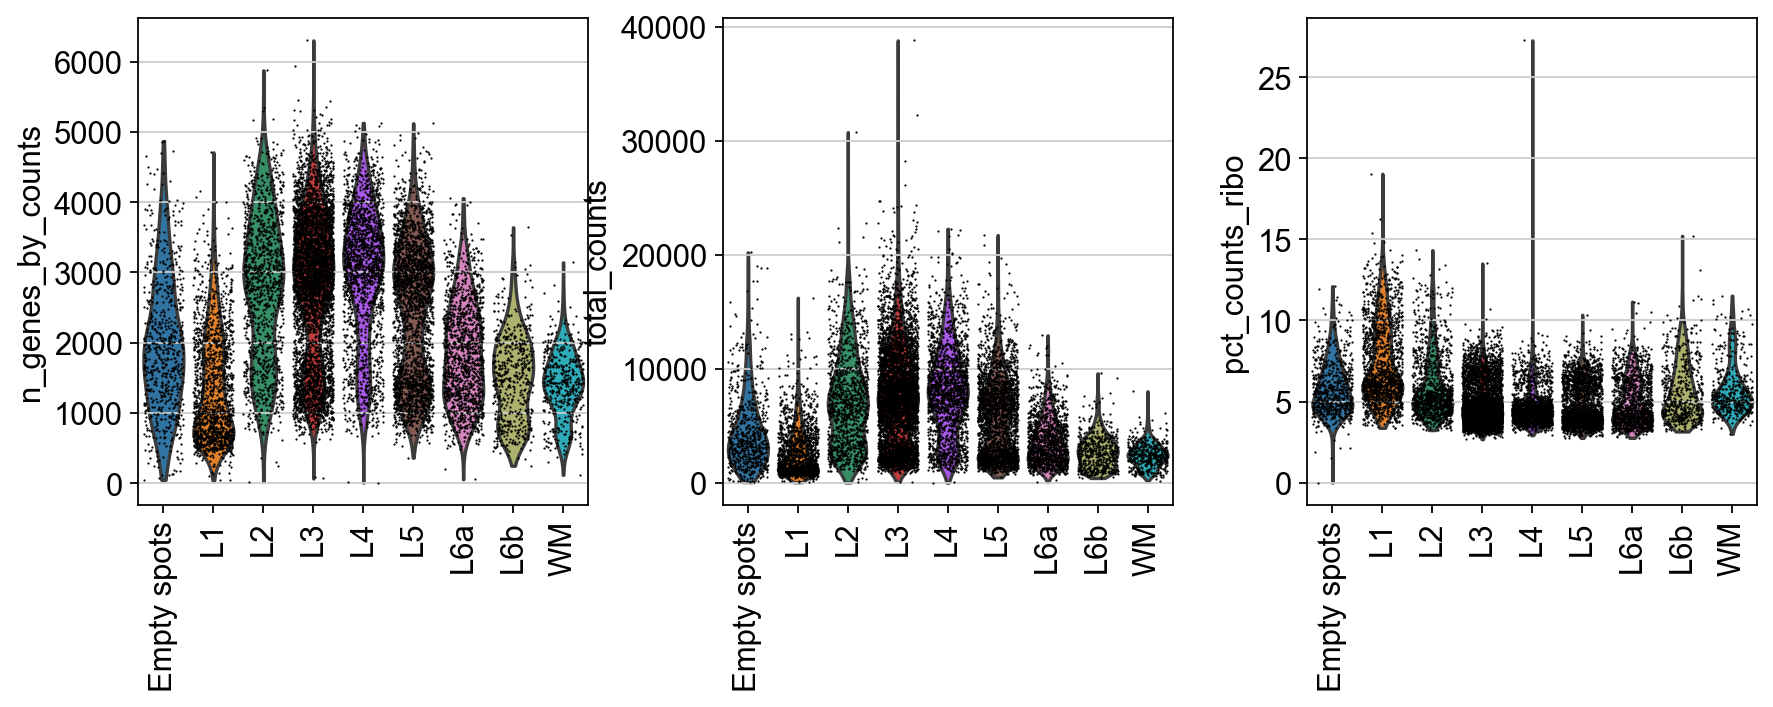 n_genes_by_counts
6000
5000
4000
3000
2000
1000
0
Empty spots
L1
L2
L3
L4
L5
L6a
L6b
WM
total_counts
40000
30000
20000
10000
0
Empty spots
L1
L2
L3
L4
L5
L6a
L6b
WM
pct_counts_ribo
25
20
15
10
5
0
Empty spots
L1
L2
L3
L4
L5
L6a
L6b
WM